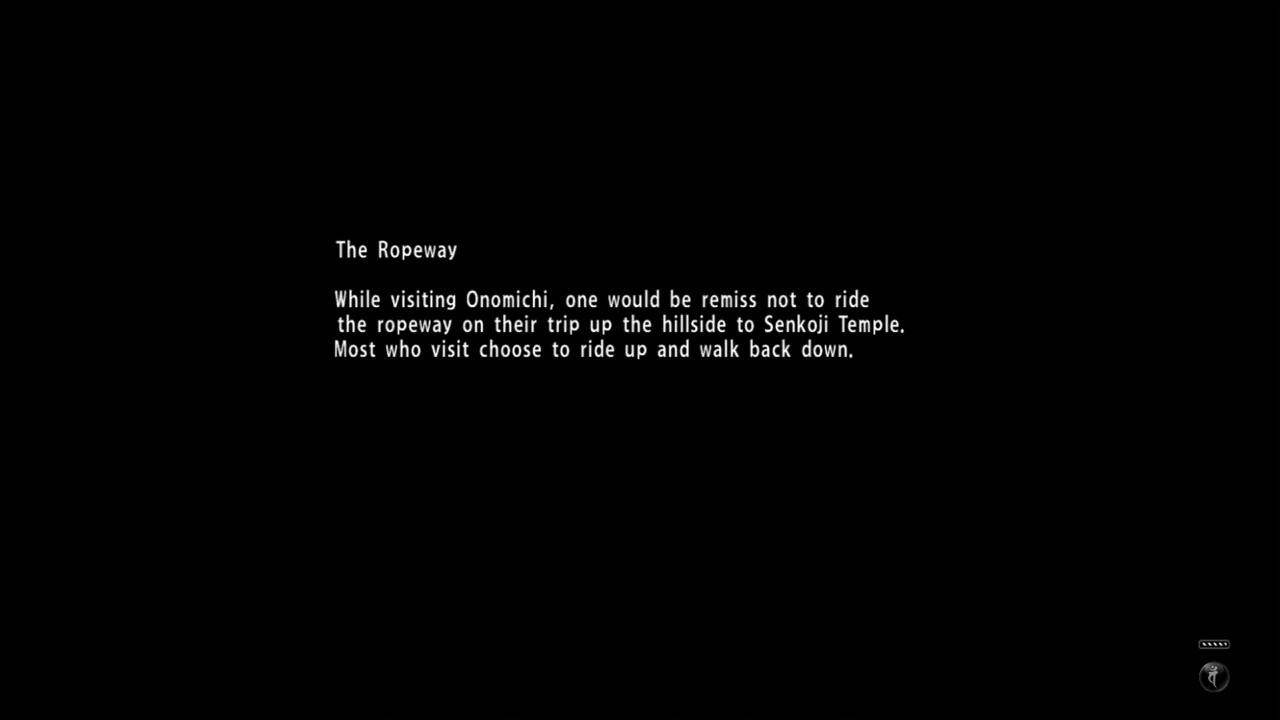 The Ropeway
While visiting Onomichi, one would be remiss not to ride
the ropeway on their trip up the hillside to Senkoji Temple.
Most who visit choose to ride up and walk back down.